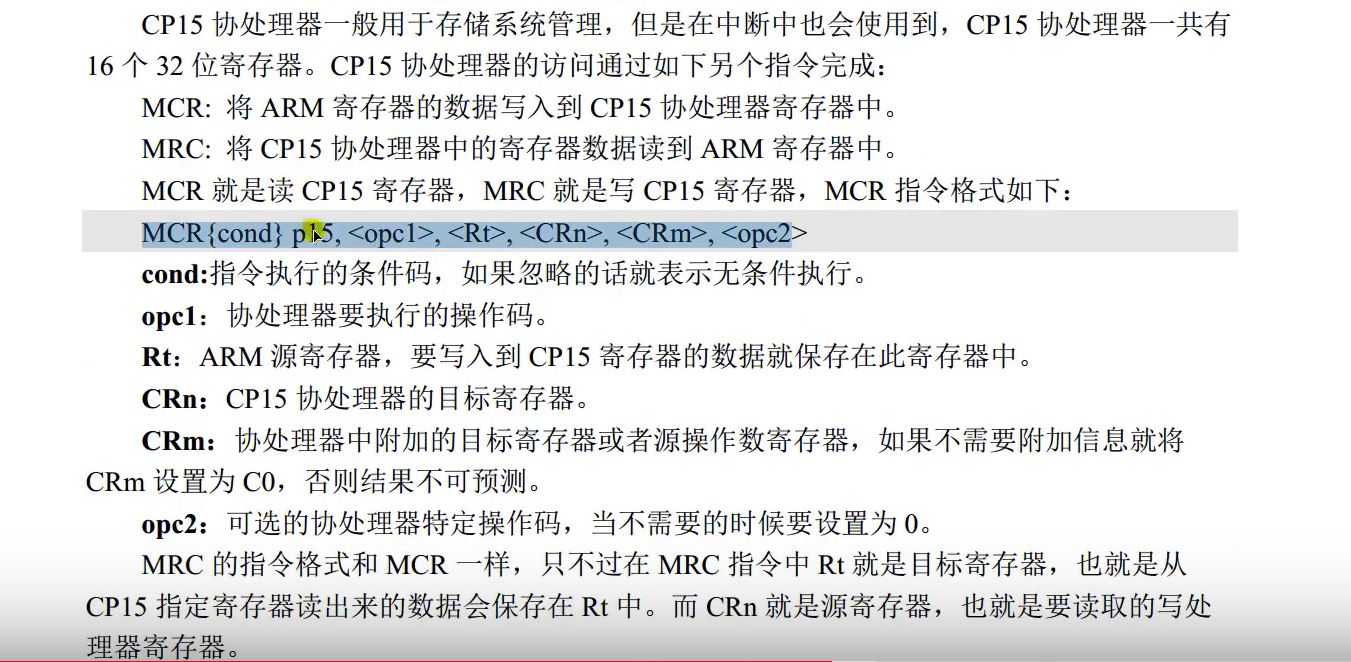 CP15 协处理器一般用于存储系统管理，但是在中断中也会使用到，CP15 协处理器一共有
16 个 32 位寄存器。CP15 协处理器的访问通过如下另个指令完成：
MCR: 将 ARM 寄存器的数据写入到 CP15 协处理器寄存器中。
MRC: 将 CP15 协处理器中的寄存器数据读到 ARM 寄存器中。
MCR 就是读 CP15 寄存器，MRC 就是写 CP15 寄存器，MCR 指令格式如下：
MCR{cond} p15, <opc1>, <Rt>, <CRn>, <CRm>, <opc2>
cond:指令执行的条件码，如果忽略的话就表示无条件执行。
opc1：协处理器要执行的操作码。
Rt：ARM 源寄存器，要写入到 CP15 寄存器的数据就保存在此寄存器中。
CRn：CP15 协处理器的目标寄存器。
CRm：协处理器中附加的目标寄存器或者源操作数寄存器，如果不需要附加信息就将
CRm 设置为 C0，否则结果不可预测。
opc2：可选的协处理器特定操作码，当不需要的时候要设置为 0。
MRC 的指令格式和 MCR 一样，只不过在 MRC 指令中 Rt 就是目标寄存器，也就是从
CP15 指定寄存器读出来的数据会保存在 Rt 中。而 CRn 就是源寄存器，也就是要读取的写处
理器寄存器。